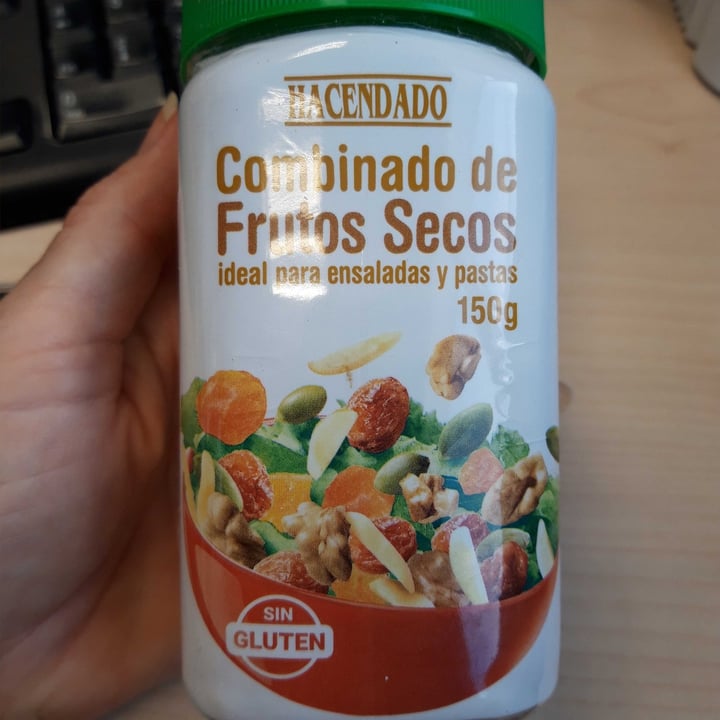 HACENDADO
Combinado de
Frutos Secos
ideal para ensaladas y pastas
150g
SIN
GLUTEN